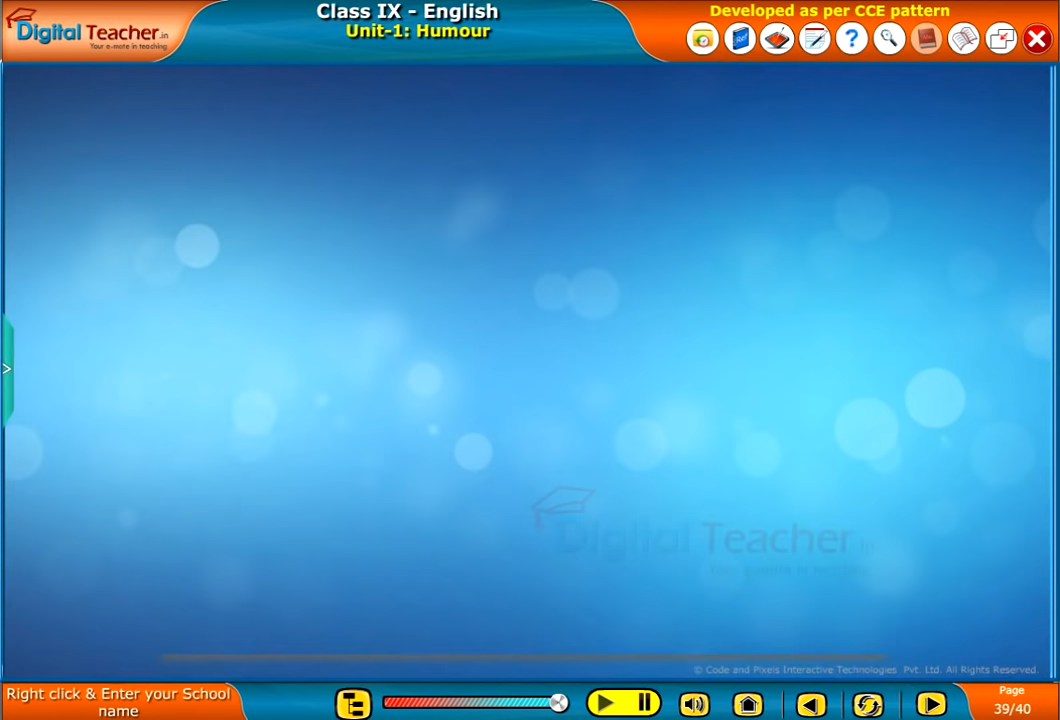 Digital Teacher.in
Your e-mate in teaching
Class IX - English
Unit-1: Humour
Developed as per CCE pattern
?
>
Digital Teacher.in
© Code and Pixels Interactive Technologies Pvt. Ltd. All Rights Reserved.
Right click & Enter your School
name
Page
39/40